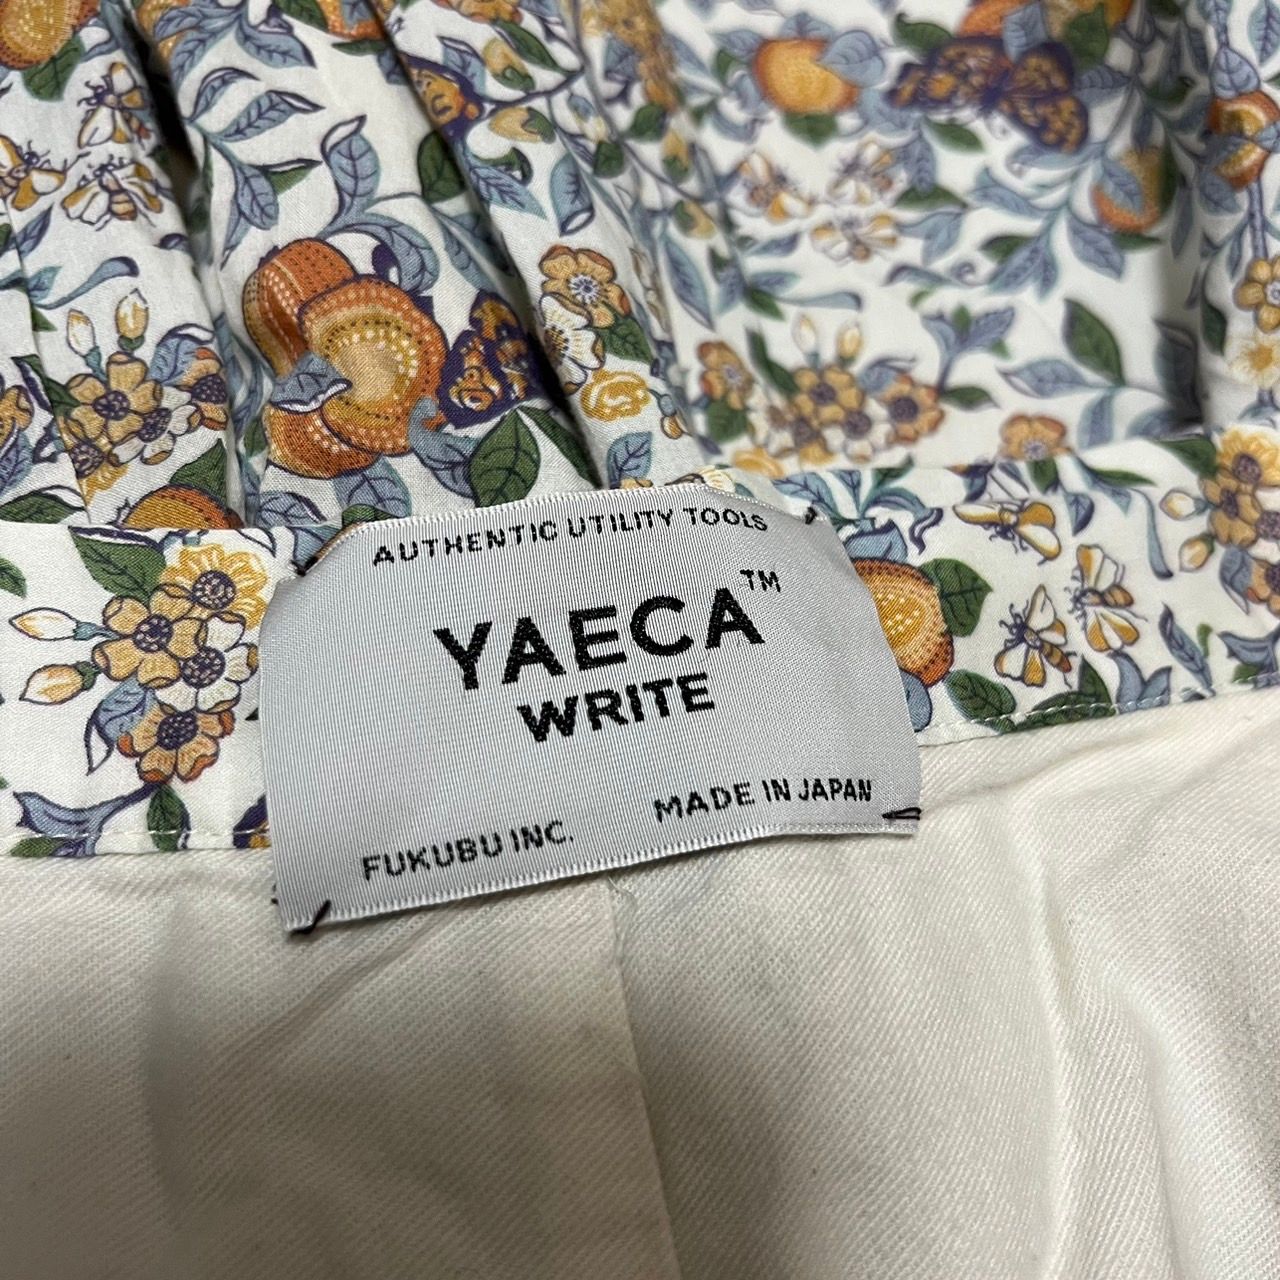 AUTHENTIC UTILITY TOOLS
YAECA™
WRITE
MADE IN JAPAN
FUKUBU INC.